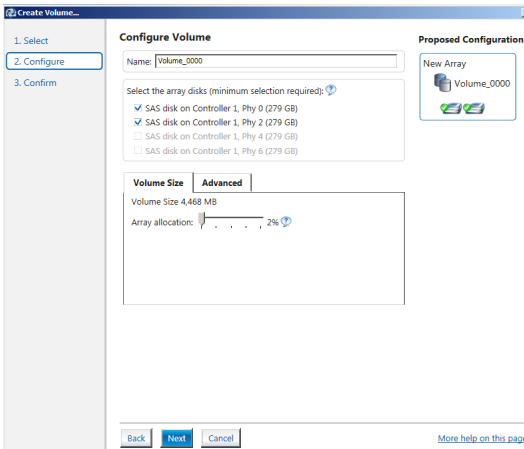 Create Volume...
1. Select
2. Configure
3. Confirm
Configure Volume
Name: Volume_0000
Select the array disks (minimum selection required):
SAS disk on Controller 1, Phy 0 (279 GB)
SAS disk on Controller 1, Phy 2 (279 GB)
SAS disk on Controller 1, Phy 4 (279 GB)
SAS disk on Controller 1, Phy 6 (279 GB)
Volume Size Advanced
Volume Size 4,468 MB
Array allocation: 2%
Proposed Configuration
New Array
Volume_0000
Back Next Cancel
More help on this page